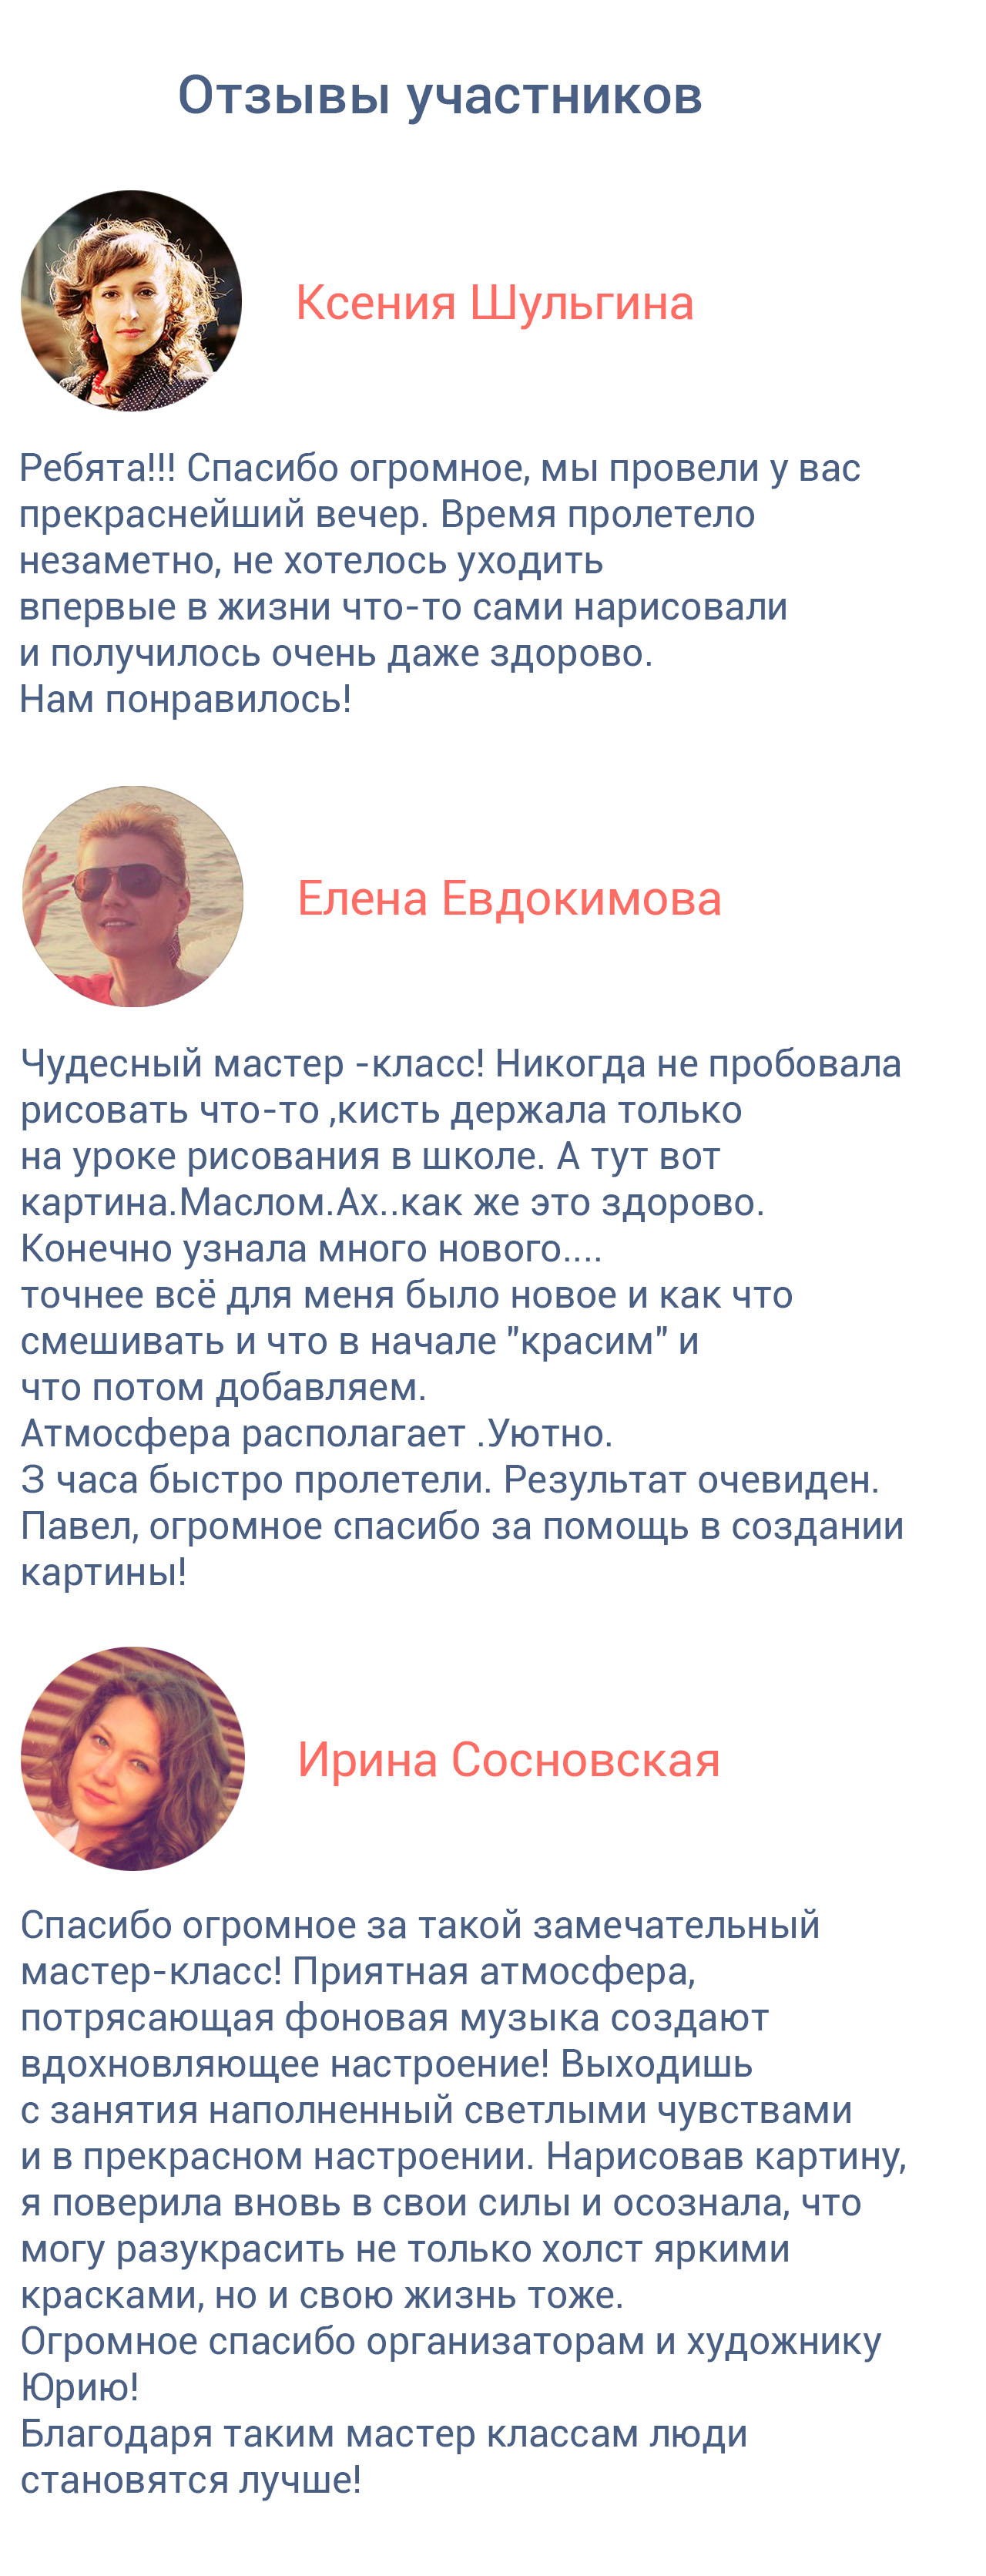 Отзывы участников
Ксения Шульгина
Ребята!!! Спасибо огромное, мы провели у вас
прекраснейший вечер. Время пролетело
незаметно, не хотелось уходить
впервые в жизни что-то сами нарисовали
и получилось очень даже здорово.
Нам понравилось!
Елена Евдокимова
Чудесный мастер -класс! Никогда не пробовала
рисовать что-то ,кисть держала только
на уроке рисования в школе. А тут вот
картина.Маслом.Ах..как же это здорово.
Конечно узнала много нового....
точнее всё для меня было новое и как что
смешивать и что в начале "красим" и
что потом добавляем.
Атмосфера располагает .Уютно.
3 часа быстро пролетели. Результат очевиден.
Павел, огромное спасибо за помощь в создании
картины!
Ирина Сосновская
Спасибо огромное за такой замечательный
мастер-класс! Приятная атмосфера,
потрясающая фоновая музыка создают
вдохновляющее настроение! Выходишь
с занятия наполненный светлыми чувствами
и в прекрасном настроении. Нарисовав картину,
я поверила вновь в свои силы и осознала, что
могу разукрасить не только холст яркими
красками, но и свою жизнь тоже.
Огромное спасибо организаторам и художнику
Юрию!
Благодаря таким мастер классам люди
становятся лучше!